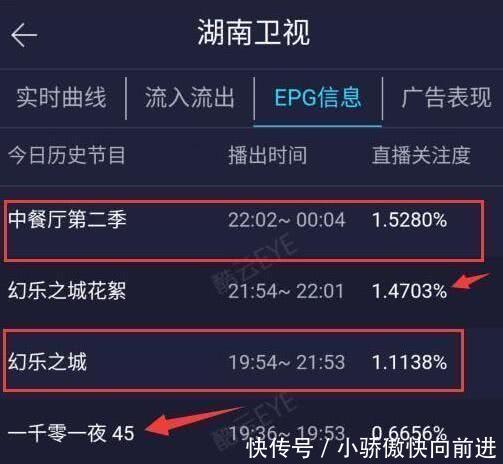 湖南卫视
实时曲线 流入流出 EPG信息 广告表现
今日历史节目 播出时间 直播关注度
中餐厅第二季 22:02~ 00:04 1.5280%
幻乐之城花絮 21:54~ 22:01 1.4703%
幻乐之城 19:54~ 21:53 1.1138%
一千零一夜 45 19:36~ 19:53 0.6656%
酷云EYE
酷云EYE
快传号 / 小骄傲快向前进